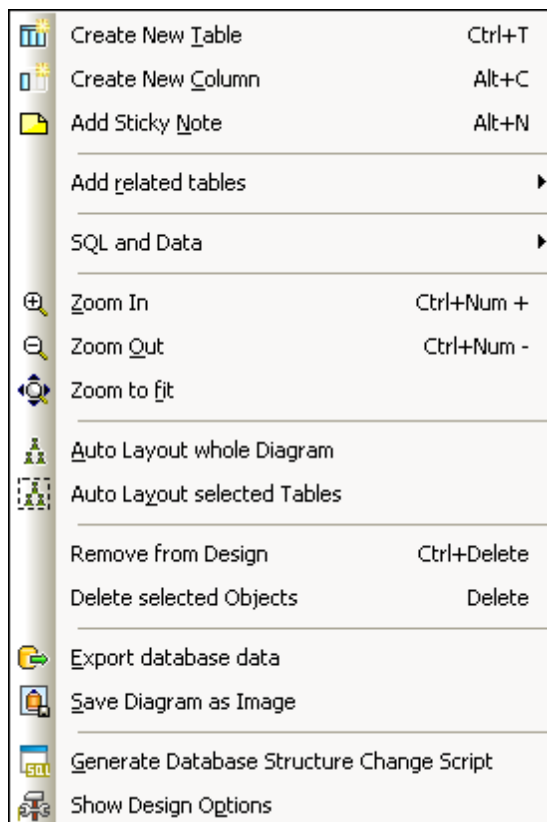 Create New Table Ctrl+T
Create New Column Alt+C
Add Sticky Note Alt+N
Add related tables
SQL and Data
Zoom In Ctrl+Num +
Zoom Out Ctrl+Num -
Zoom to fit
Auto Layout whole Diagram
Auto Layout selected Tables
Remove from Design Ctrl+Delete
Delete selected Objects Delete
Export database data
Save Diagram as Image
SQL Generate Database Structure Change Script
Show Design Options